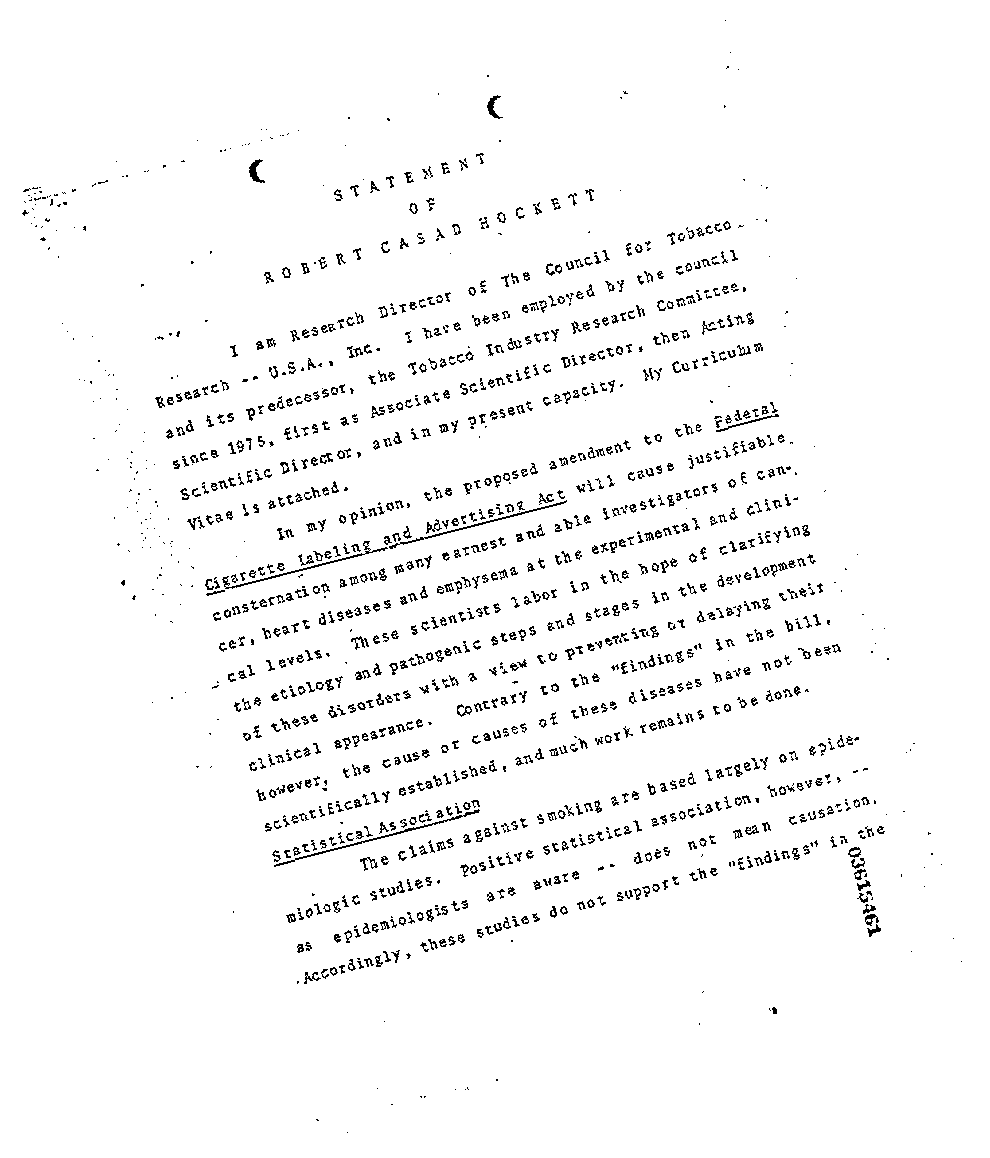 STATEMENT
OF
ROBERT CASAD HOCKETT
I am Research Director of The Council for Tobacco
Research -- U.S.A., Inc. I have been employed by the council
and its predecessor, the Tobacco Industry Research Committee,
since 1975, first as Associate Scientific Director, then Acting
Scientific Director, and in my present capacity. My Curriculum
Vitae is attached.
In my opinion, the proposed amendment to the Federal
Cigarette Labeling and Advertising Act will cause justifiable
consternation among many earnest and able investigators of can-
cer, heart diseases and emphysema at the experimental and clini-
cal levels. These scientists labor in the hope of clarifying
the etiology and pathogenic steps and stages in the development
of these disorders with a view to preventing or delaying their
clinical appearance. Contrary to the "findings" in the bill,
however, the cause or causes of these diseases have not been
scientifically established, and much work remains to be done.
Statistical Association
The claims against smoking are based largely on epide-
miologic studies. Positive statistical association, however, --
as epidemiologists are aware -- does not mean causation.
Accordingly, these studies do not support the "findings" in the
03615461